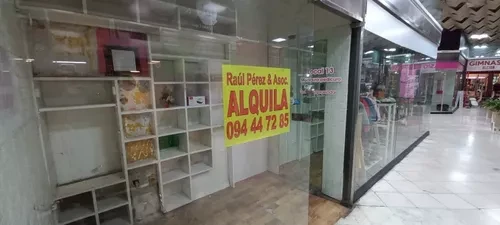 Raúl Pérez & Asoc.
ALQUILA
094 44 72 85
GIMNAS